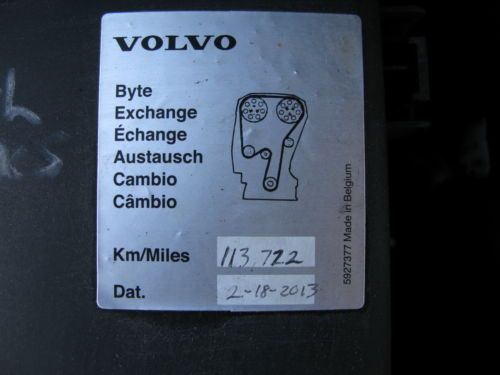 VOLVO
Byte
Exchange
Échange
Austausch
Cambio
Câmbio
Km/Miles 113,722
Dat. 2-18-2013
5927377 Made in Belgium